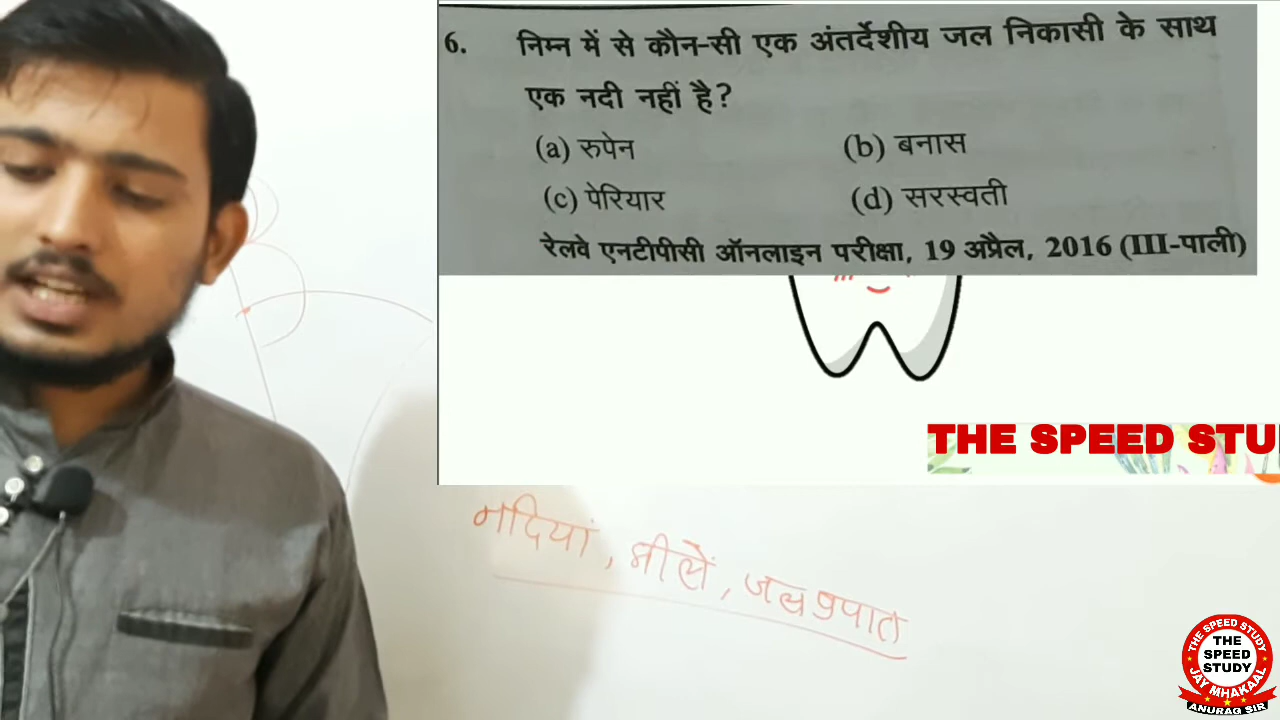 6. निम्न में से कौन-सी एक अंतर्देशीय जल निकासी के साथ
एक नदी नहीं है?
(a) रुपेन (b) बनास
(c) पेरियार (d) सरस्वती
रेलवे एनटीपीसी ऑनलाइन परीक्षा, 19 अप्रैल, 2016 (III-पाली)
THE SPEED STU
नदियां, झीलें, जलप्रपात
THE SPEED STUDY
THE
SPEED
STUDY
JAY MHAKAAL
ANURAG SIR